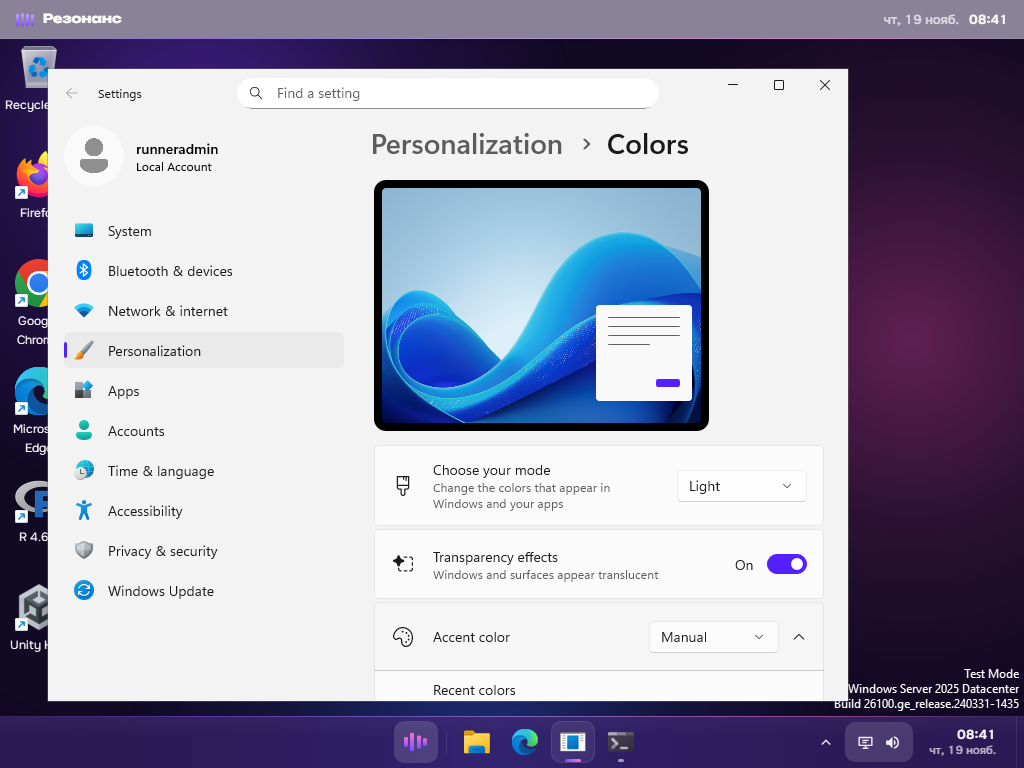 Резонанс
чт, 19 нояб. 08:41
Recycle
Firef
Goog
Chrom
Micros
Edg
R 4.6
Unity H
Settings
Find a setting
runneradmin
Local Account
System
Bluetooth & devices
Network & internet
Personalization
Apps
Accounts
Time & language
Accessibility
Privacy & security
Windows Update
Personalization > Colors
Choose your mode
Change the colors that appear in
Windows and your apps
Light
Transparency effects
Windows and surfaces appear translucent
On
Accent color
Manual
Recent colors
Test Mode
Windows Server 2025 Datacenter
Build 26100.ge_release.240331-1435
08:41
чт, 19 нояб.